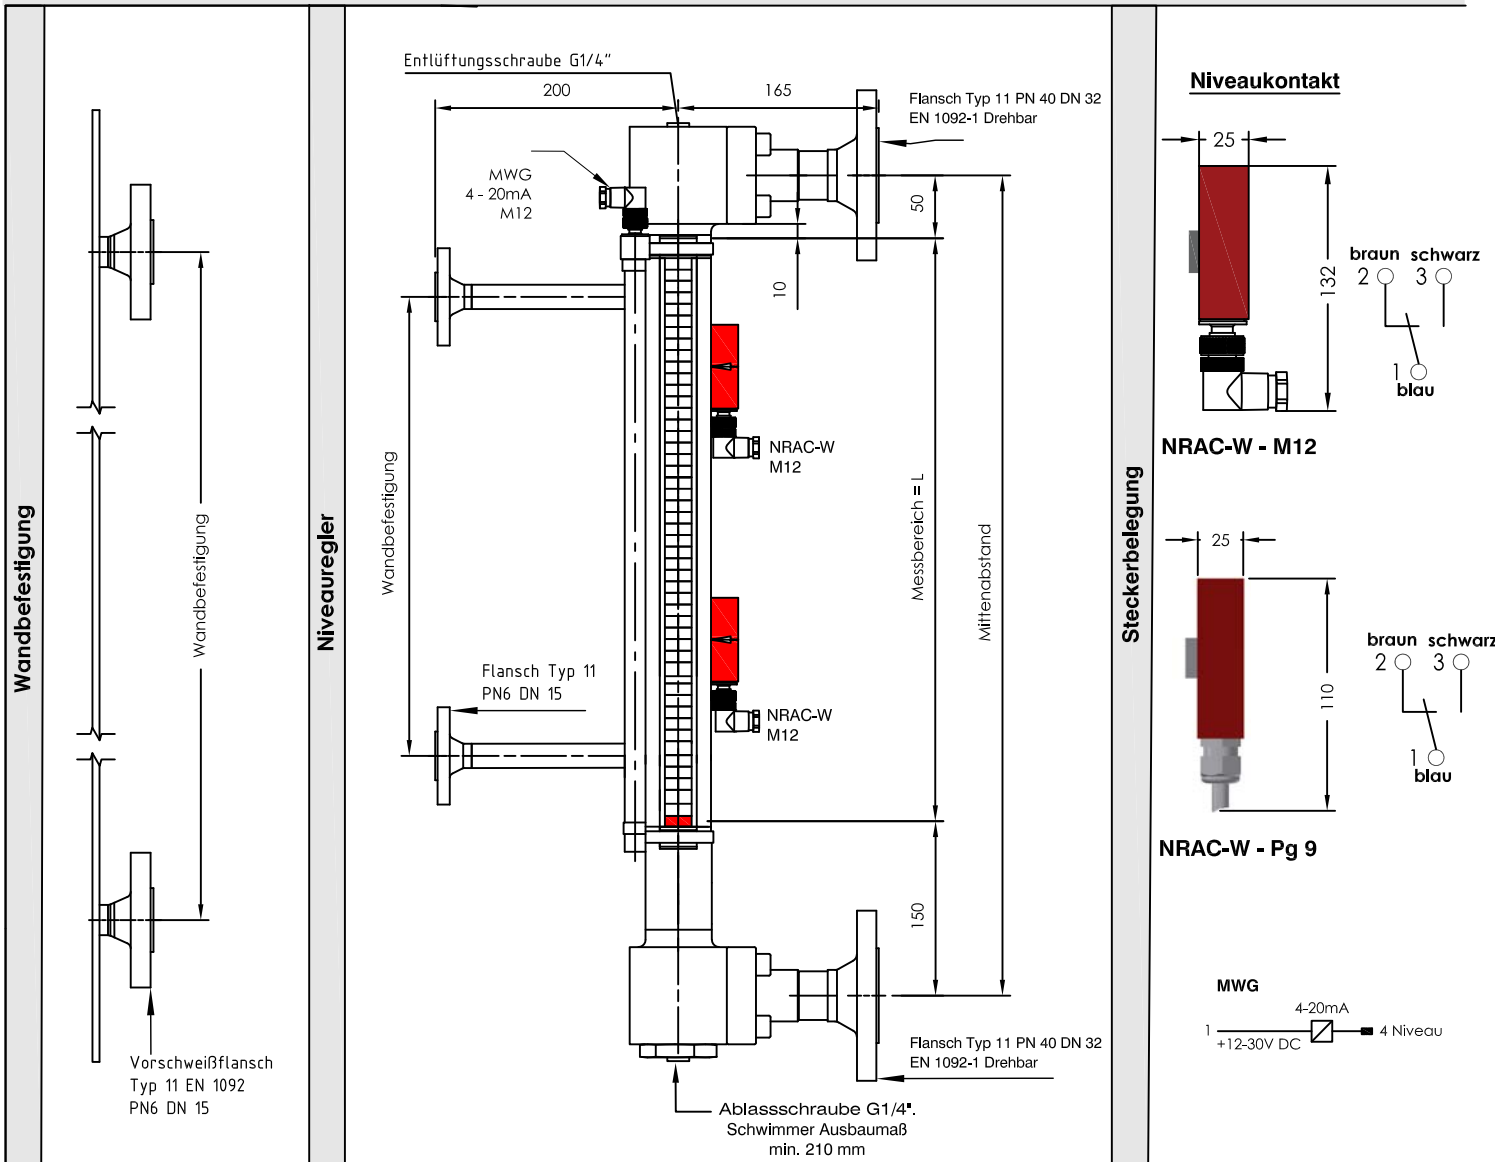 Wandbefestigung
Wandbefestigung
Vorschweißflansch
Typ 11 EN 1092
PN6 DN 15
Niveauregler
Entlüftungsschraube G1/4"
200
165
Flansch Typ 11 PN 40 DN 32
EN 1092-1 Drehbar
MWG
4 - 20mA
M12
50
10
NRAC-W
M12
Wandbefestigung
Messbereich = L
Mittenabstand
Flansch Typ 11
PN6 DN 15
NRAC-W
M12
150
Flansch Typ 11 PN 40 DN 32
EN 1092-1 Drehbar
Ablassschraube G1/4".
Schwimmer Ausbaumaß
min. 210 mm
Steckerbelegung
Niveaukontakt
25
132
braun schwarz
2 3
1
blau
NRAC-W - M12
25
110
braun schwarz
2 3
1
blau
NRAC-W - Pg 9
MWG
4-20mA
1 4 Niveau
+12-30V DC